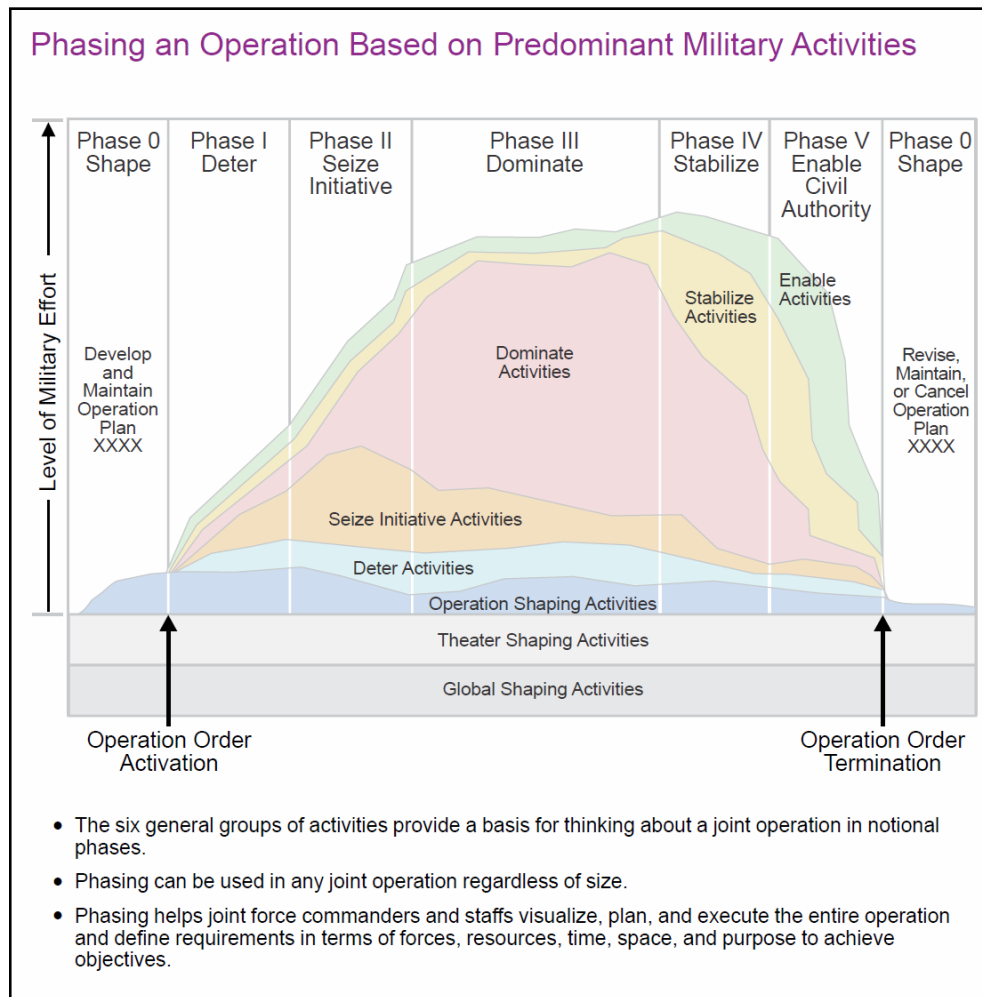 Phasing an Operation Based on Predominant Military Activities
Level of Military Effort
Phase 0
Shape
Phase I
Deter
Phase II
Seize
Initiative
Phase III
Dominate
Phase IV
Stabilize
Phase V
Enable
Civil
Authority
Phase 0
Shape
Develop
and
Maintain
Operation
Plan
XXXX
Enable
Activities
Stabilize
Activities
Dominate
Activities
Revise,
Maintain,
or Cancel
Operation
Plan
XXXX
Seize Initiative Activities
Deter Activities
Operation Shaping Activities
Theater Shaping Activities
Global Shaping Activities
Operation Order
Activation
Operation Order
Termination
• The six general groups of activities provide a basis for thinking about a joint operation in notional
phases.
• Phasing can be used in any joint operation regardless of size.
• Phasing helps joint force commanders and staffs visualize, plan, and execute the entire operation
and define requirements in terms of forces, resources, time, space, and purpose to achieve
objectives.